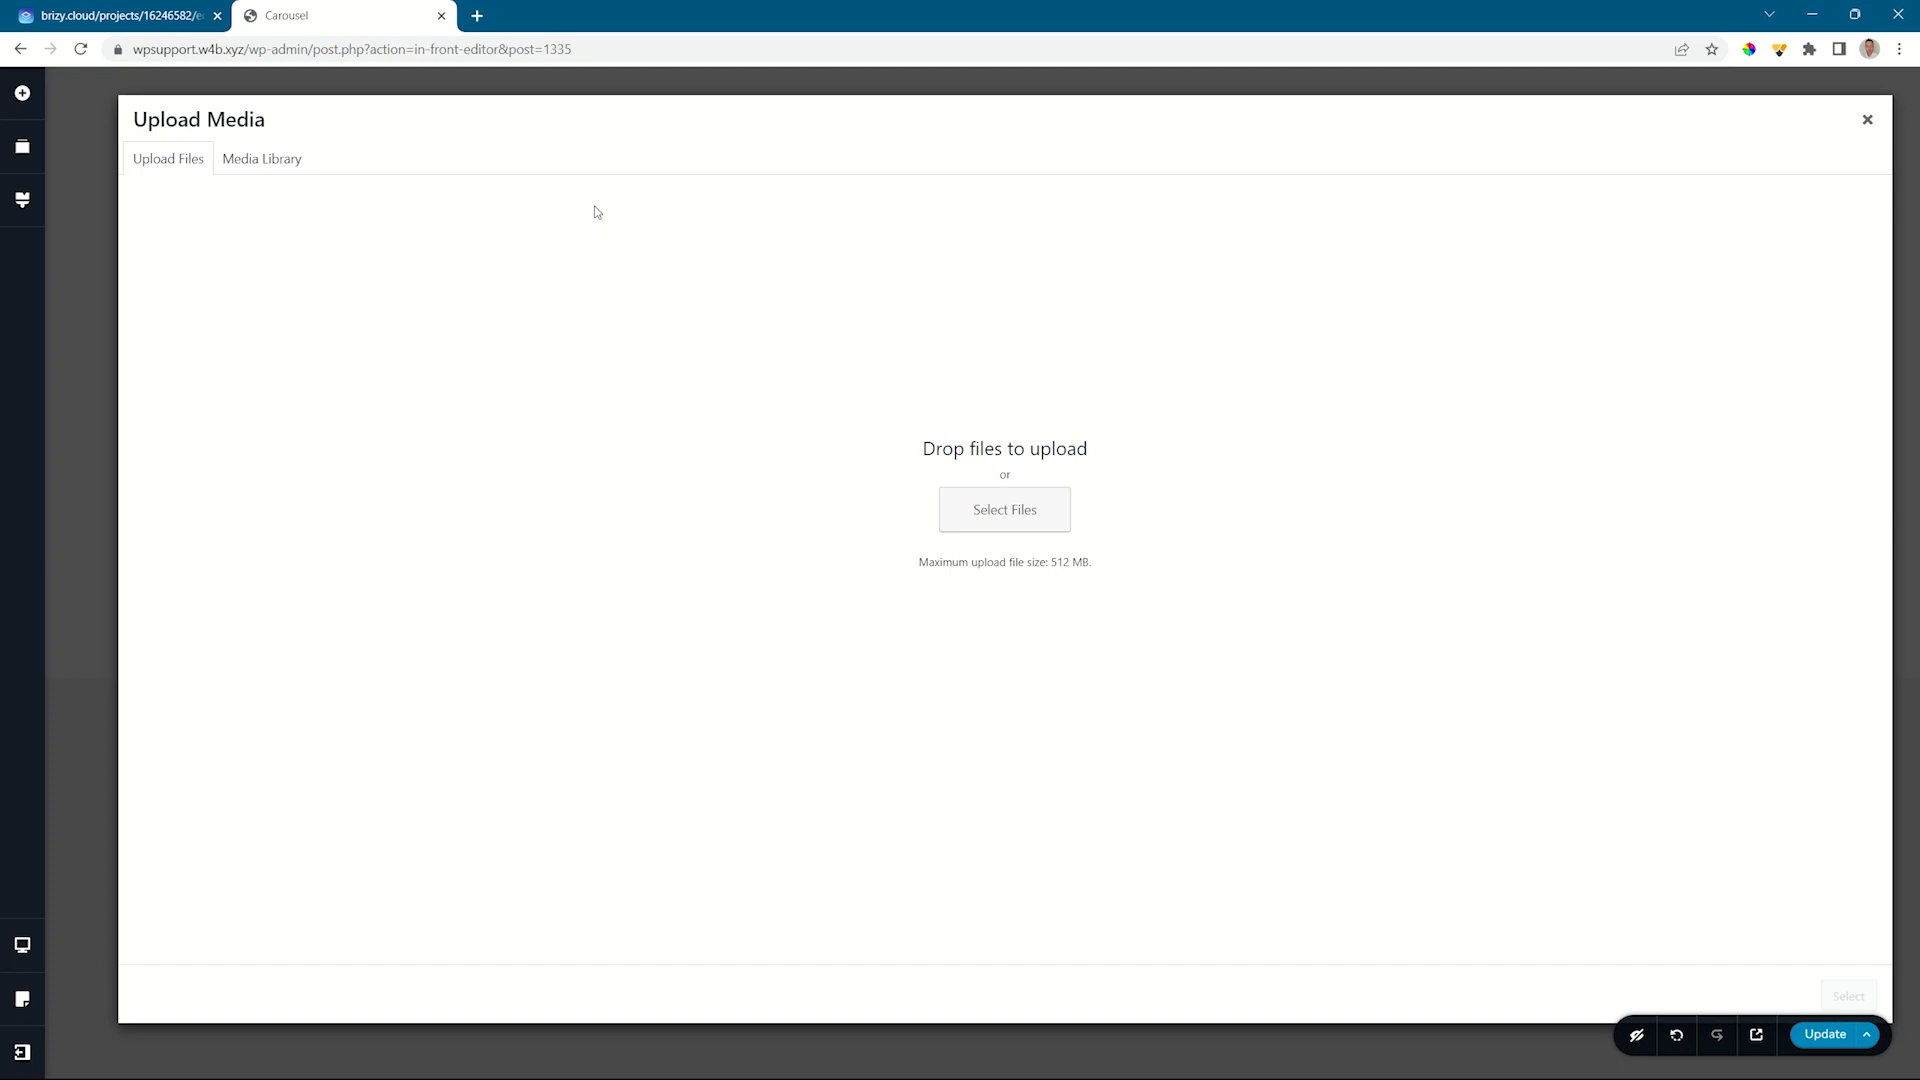 brizy.cloud/projects/16246582/e
Carousel
wpsupport.w4b.xyz/wp-admin/post.php?action=in-front-editor&post=1335
Upload Media
Upload Files
Media Library
Drop files to upload
or
Select Files
Maximum upload file size: 512 MB.
Select
Update